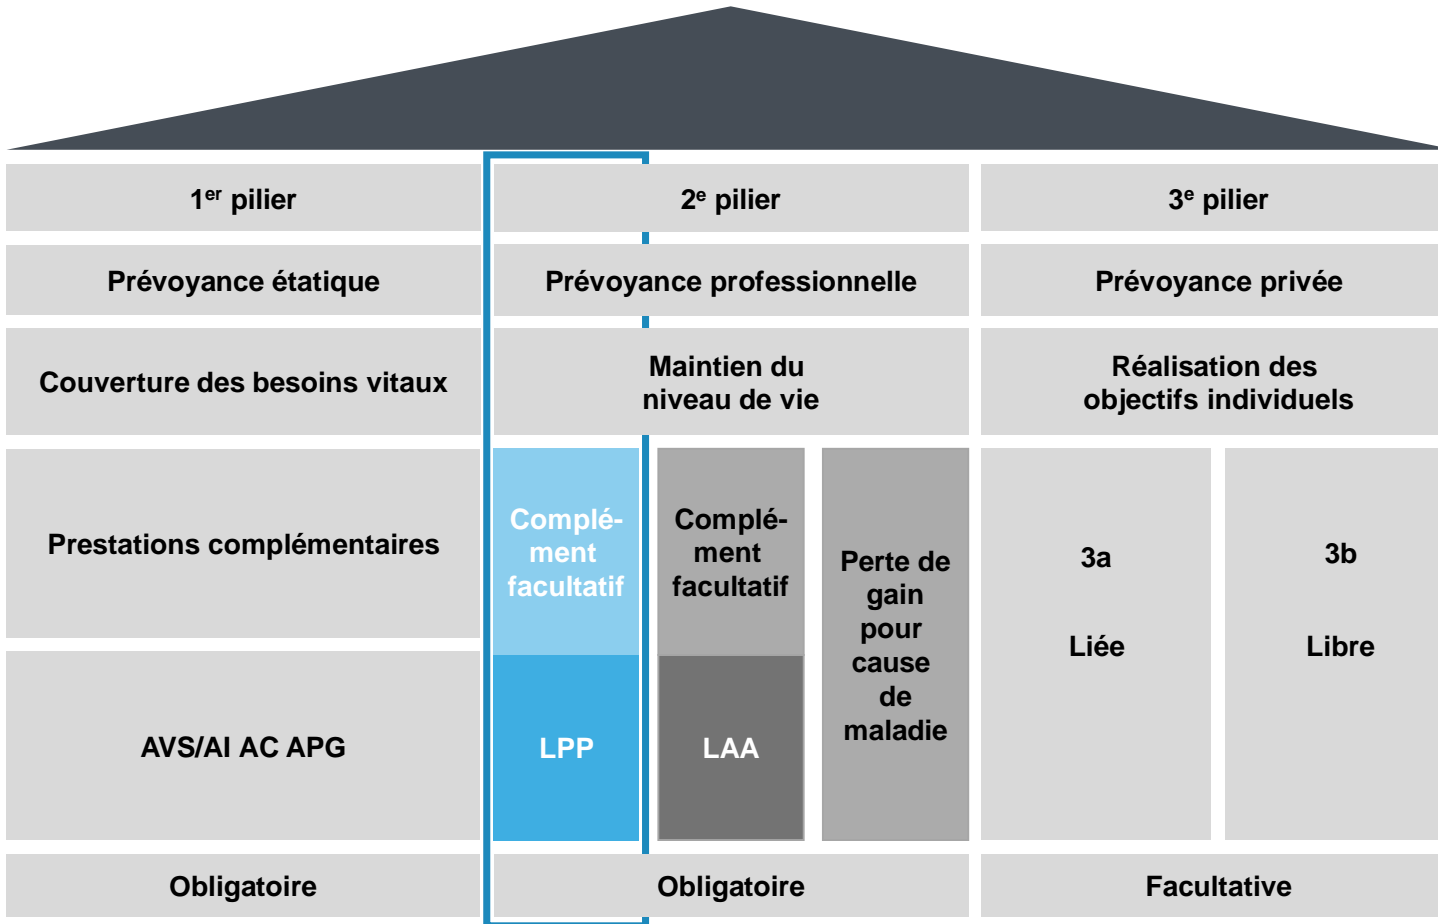 1er pilier
2e pilier
3e pilier
Prévoyance étatique
Prévoyance professionnelle
Prévoyance privée
Couverture des besoins vitaux
Maintien du
niveau de vie
Réalisation des
objectifs individuels
Prestations complémentaires
Complé-
ment
facultatif
Complé-
ment
facultatif
Perte de
gain
pour
cause
de
maladie
3a
Liée
3b
Libre
AVS/AI AC APG
LPP
LAA
Obligatoire
Obligatoire
Facultative